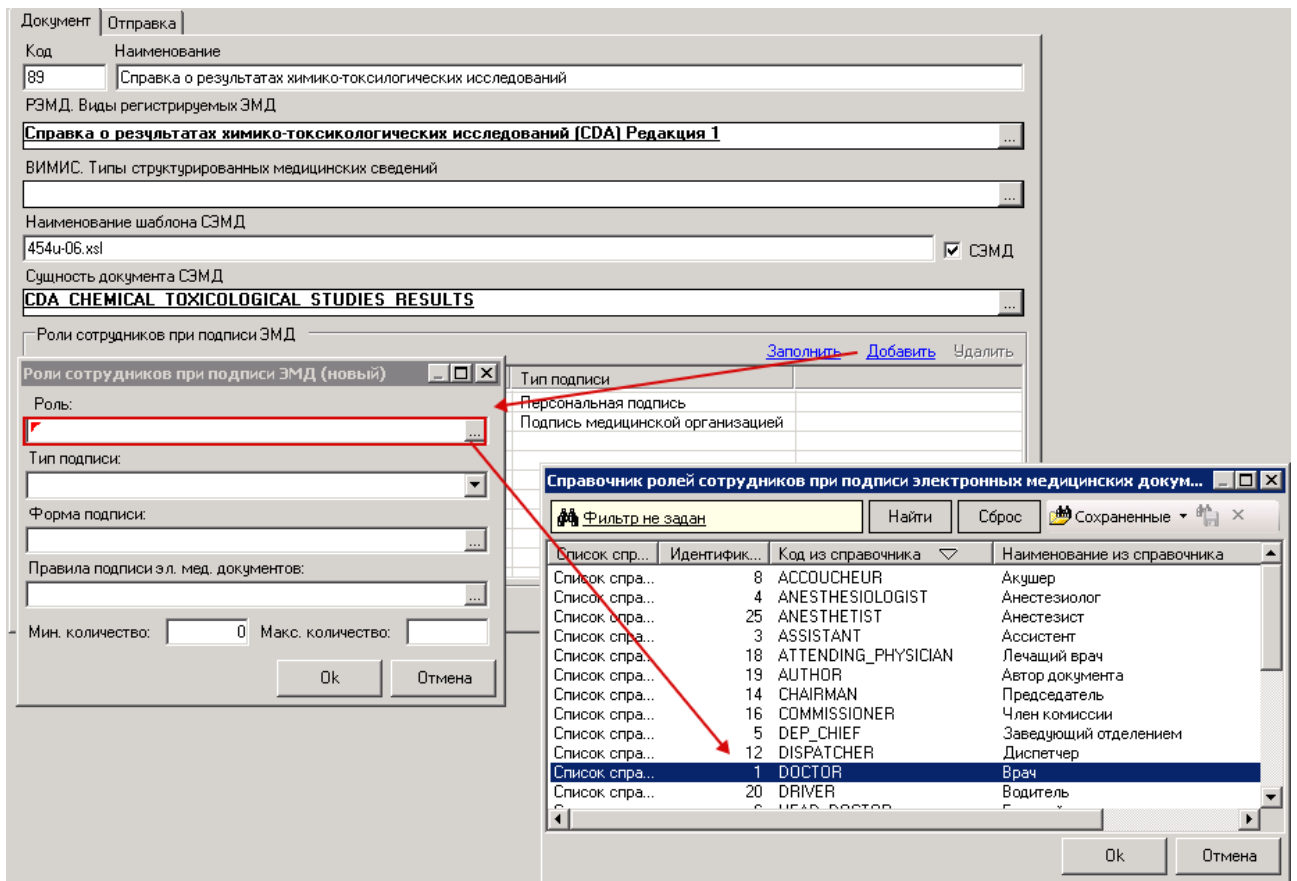 Документ Отправка
Код Наименование
89 Справка о результатах химико-токсилогических исследований
РЭМД. Виды регистрируемых ЭМД
Справка о результатах химико-токсикологических исследований (CDA) Редакция 1 ...
ВИМИС. Типы структурированных медицинских сведений
...
Наименование шаблона СЭМД
454u-06.xsl СЭМД
Сущность документа СЭМД
CDA CHEMICAL TOXICOLOGICAL STUDIES RESULTS ...
Роли сотрудников при подписи ЭМД
Заполнить Добавить Удалить
Тип подписи
Персональная подпись
Подпись медицинской организацией
Роли сотрудников при подписи ЭМД (новый)
Роль:
...
Тип подписи:
Форма подписи:
...
Правила подписи эл. мед. документов:
...
Мин. количество: 0 Макс. количество:
Ok Отмена
Справочник ролей сотрудников при подписи электронных медицинских докум...
Фильтр не задан Найти Сброс Сохраненные
Список спр... Идентифик... Код из справочника Наименование из справочника
Список спра... 8 ACCOUCHEUR Акушер
Список спра... 4 ANESTHESIOLOGIST Анестезиолог
Список спра... 25 ANESTHETIST Анестезист
Список спра... 3 ASSISTANT Ассистент
Список спра... 18 ATTENDING_PHYSICIAN Лечащий врач
Список спра... 19 AUTHOR Автор документа
Список спра... 14 CHAIRMAN Председатель
Список спра... 16 COMMISSIONER Член комиссии
Список спра... 5 DEP_CHIEF Заведующий отделением
Список спра... 12 DISPATCHER Диспетчер
Список спра... 1 DOCTOR Врач
Список спра... 20 DRIVER Водитель
Ok Отмена